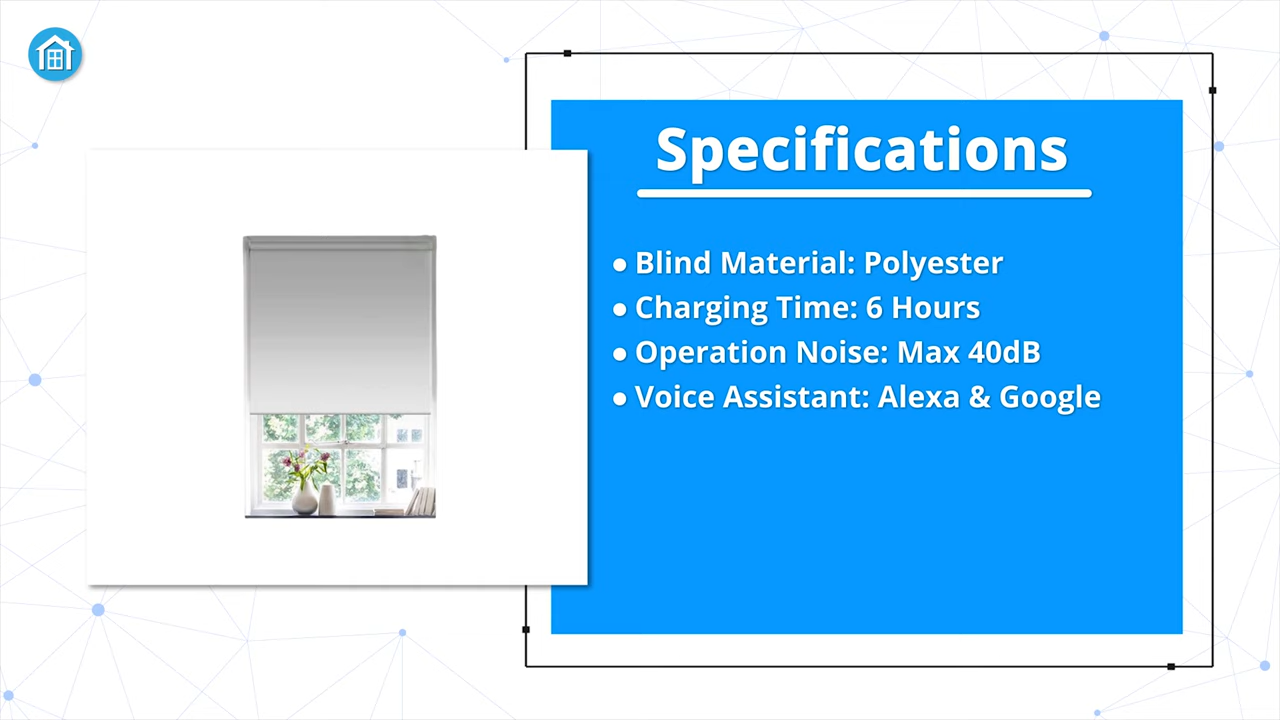 Specifications
● Blind Material: Polyester
● Charging Time: 6 Hours
● Operation Noise: Max 40dB
● Voice Assistant: Alexa & Google